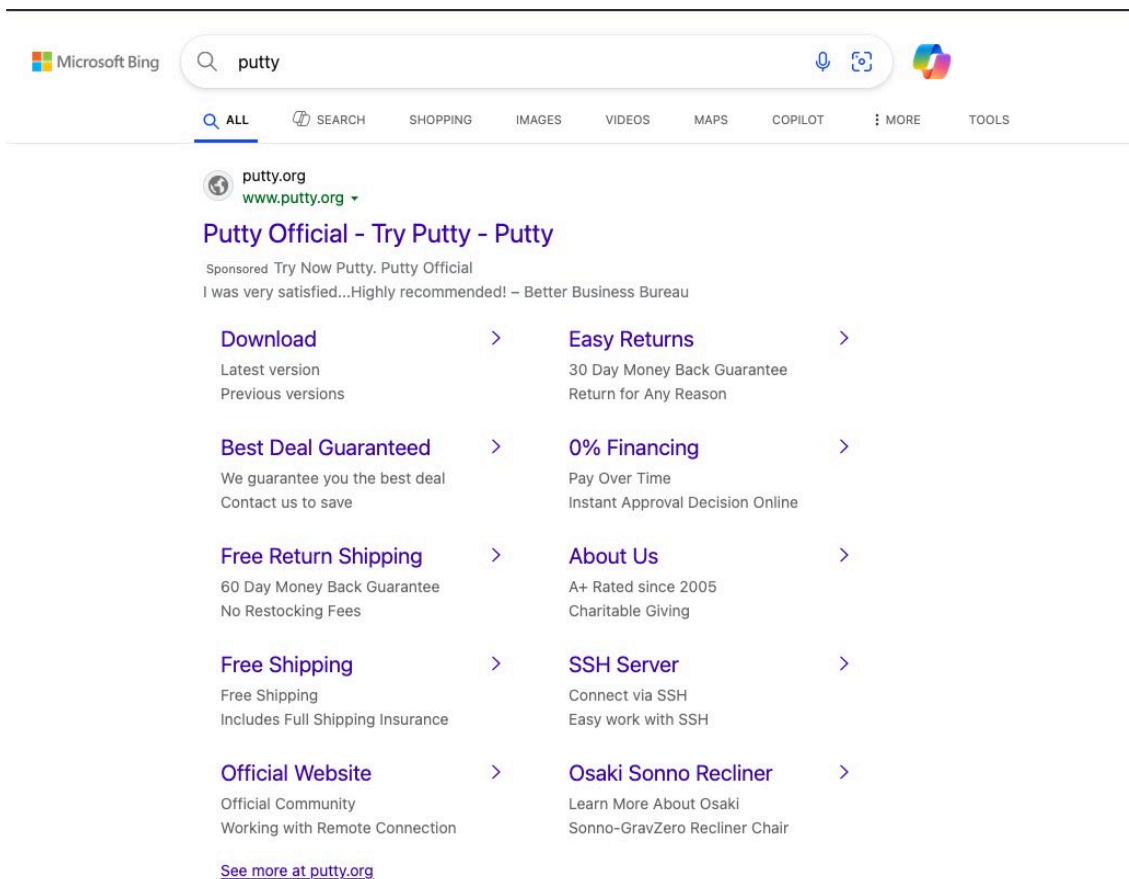 Microsoft Bing
putty
ALL SEARCH SHOPPING IMAGES VIDEOS MAPS COPILOT MORE TOOLS
putty.org
www.putty.org
Putty Official - Try Putty - Putty
Sponsored Try Now Putty. Putty Official
I was very satisfied...Highly recommended! – Better Business Bureau
Download
Latest version
Previous versions
Easy Returns
30 Day Money Back Guarantee
Return for Any Reason
Best Deal Guaranteed
We guarantee you the best deal
Contact us to save
0% Financing
Pay Over Time
Instant Approval Decision Online
Free Return Shipping
60 Day Money Back Guarantee
No Restocking Fees
About Us
A+ Rated since 2005
Charitable Giving
Free Shipping
Free Shipping
Includes Full Shipping Insurance
SSH Server
Connect via SSH
Easy work with SSH
Official Website
Official Community
Working with Remote Connection
Osaki Sonno Recliner
Learn More About Osaki
Sonno-GravZero Recliner Chair
See more at putty.org